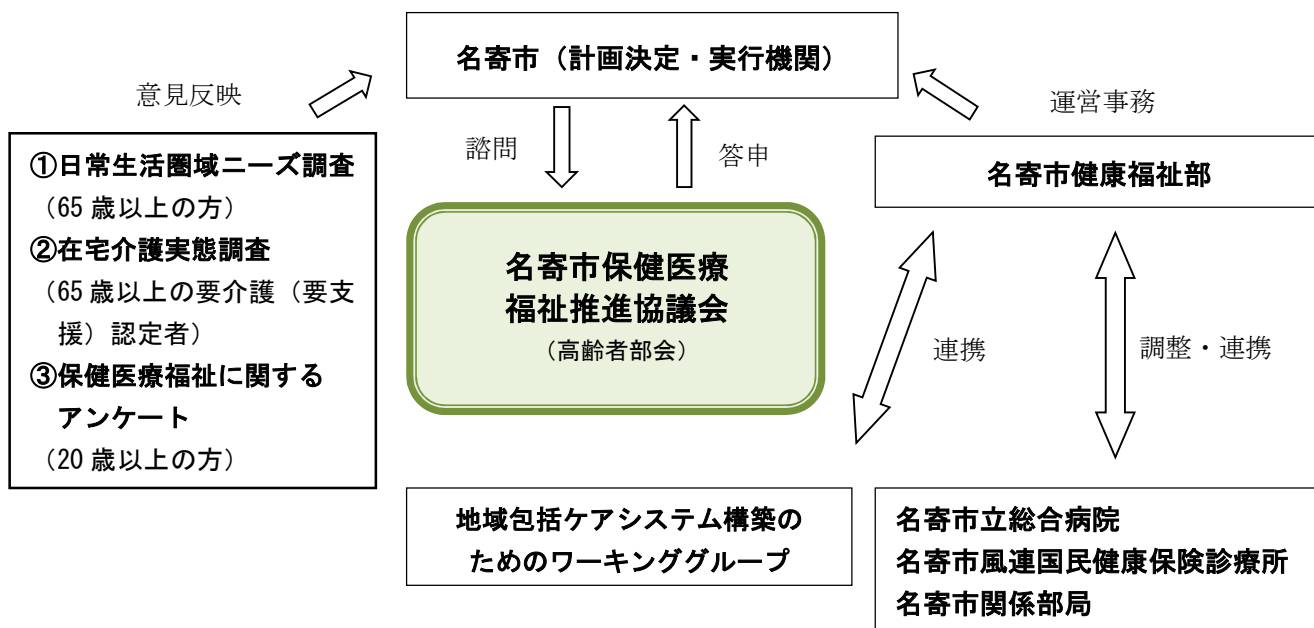 名寄市（計画決定・実行機関）
意見反映
運営事務
諮問
答申
①日常生活圏域ニーズ調査
（65歳以上の方）
②在宅介護実態調査
（65歳以上の要介護（要支
援）認定者）
③保健医療福祉に関する
アンケート
（20歳以上の方）
名寄市保健医療
福祉推進協議会
（高齢者部会）
名寄市健康福祉部
連携
調整・連携
地域包括ケアシステム構築の
ためのワーキンググループ
名寄市立総合病院
名寄市風連国民健康保険診療所
名寄市関係部局